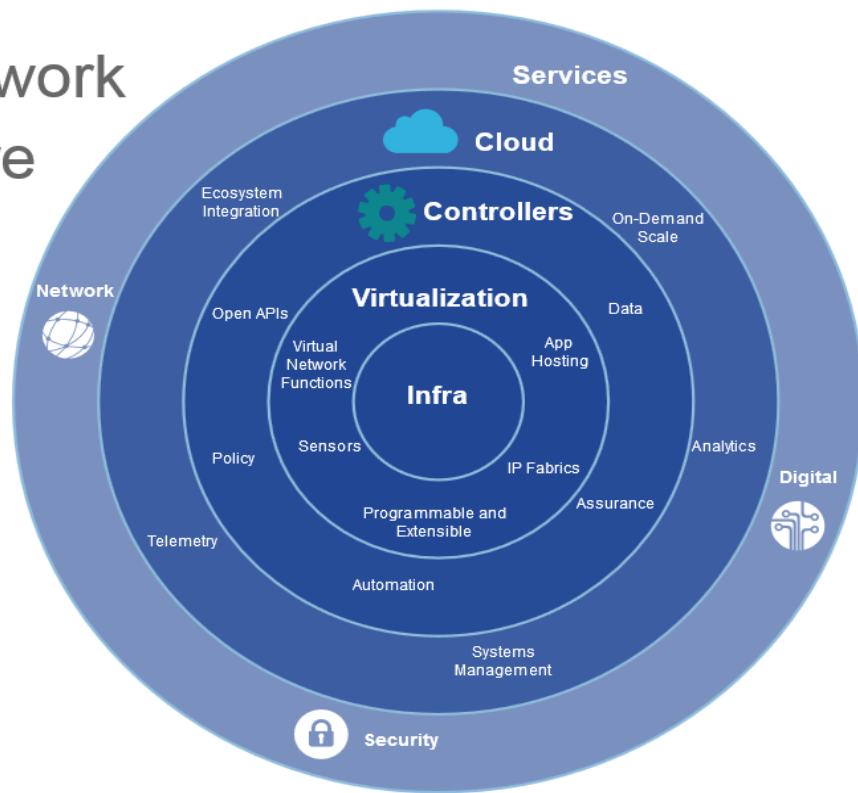 work
e
Services
Cloud
Ecosystem
Integration
Controllers
On-Demand
Scale
Network
Virtualization
Open APIs
Data
Virtual
Network
Functions
App
Hosting
Infra
Sensors
Policy
IP Fabrics
Analytics
Digital
Programmable and
Extensible
Assurance
Telemetry
Automation
Systems
Management
Security